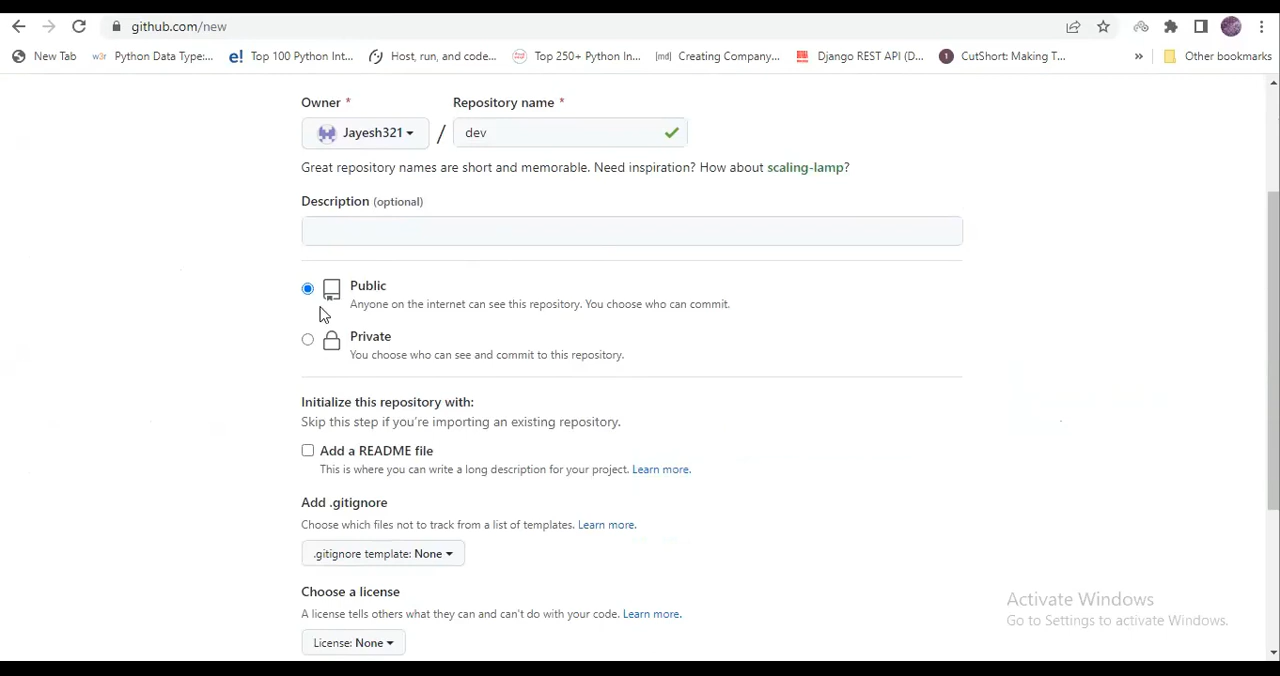 github.com/new
New Tab
w3r Python Data Type:...
e! Top 100 Python Int...
Host, run, and code...
Top 250+ Python In...
|md| Creating Company...
Django REST API (D...
1 CutShort: Making T...
»
Other bookmarks
Owner * Repository name *
Jayesh321 / dev
Great repository names are short and memorable. Need inspiration? How about scaling-lamp?
Description (optional)
Public
Anyone on the internet can see this repository. You choose who can commit.
Private
You choose who can see and commit to this repository.
Initialize this repository with:
Skip this step if you're importing an existing repository.
Add a README file
This is where you can write a long description for your project. Learn more.
Add .gitignore
Choose which files not to track from a list of templates. Learn more.
.gitignore template: None
Choose a license
A license tells others what they can and can't do with your code. Learn more.
License: None
Activate Windows
Go to Settings to activate Windows.